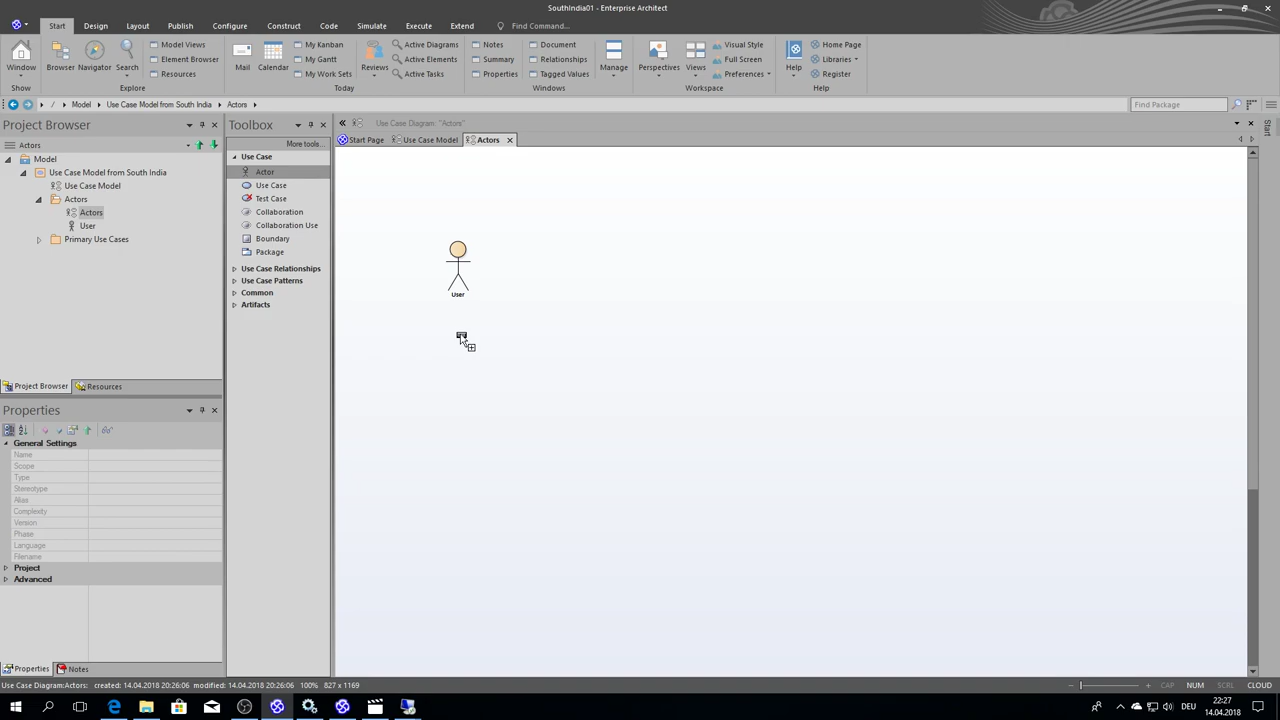 SouthIndia01 - Enterprise Architect
Start Design Layout Publish Configure Construct Code Simulate Execute Extend Find Command...
Window Browser Navigator Search Model Views Mail Calendar My Kanban Reviews Active Diagrams Notes Document Manage Perspectives Views Visual Style Help Home Page
Element Browser My Gantt Active Elements Summary Relationships Full Screen Libraries
Resources My Work Sets Active Tasks Properties Tagged Values Preferences Register
Show Explore Today Windows Workspace Help
/ Model Use Case Model from South India Actors Find Package
Project Browser
Actors
Model
Use Case Model from South India
Use Case Model
Actors
Actors
User
Primary Use Cases
Project Browser Resources
Properties
General Settings
Name
Scope
Type
Stereotype
Alias
Complexity
Version
Phase
Language
Filename
Project
Advanced
Properties Notes
Toolbox
More tools...
Use Case
Actor
Use Case
Test Case
Collaboration
Collaboration Use
Boundary
Package
Use Case Relationships
Use Case Patterns
Common
Artifacts
Use Case Diagram: "Actors"
Start Page Use Case Model Actors
User
Start
Use Case Diagram:Actors: created: 14.04.2018 20:26:06 modified: 14.04.2018 20:26:06 100% 827 x 1169 CAP NUM SCRL CLOUD
DEU 22:27
14.04.2018